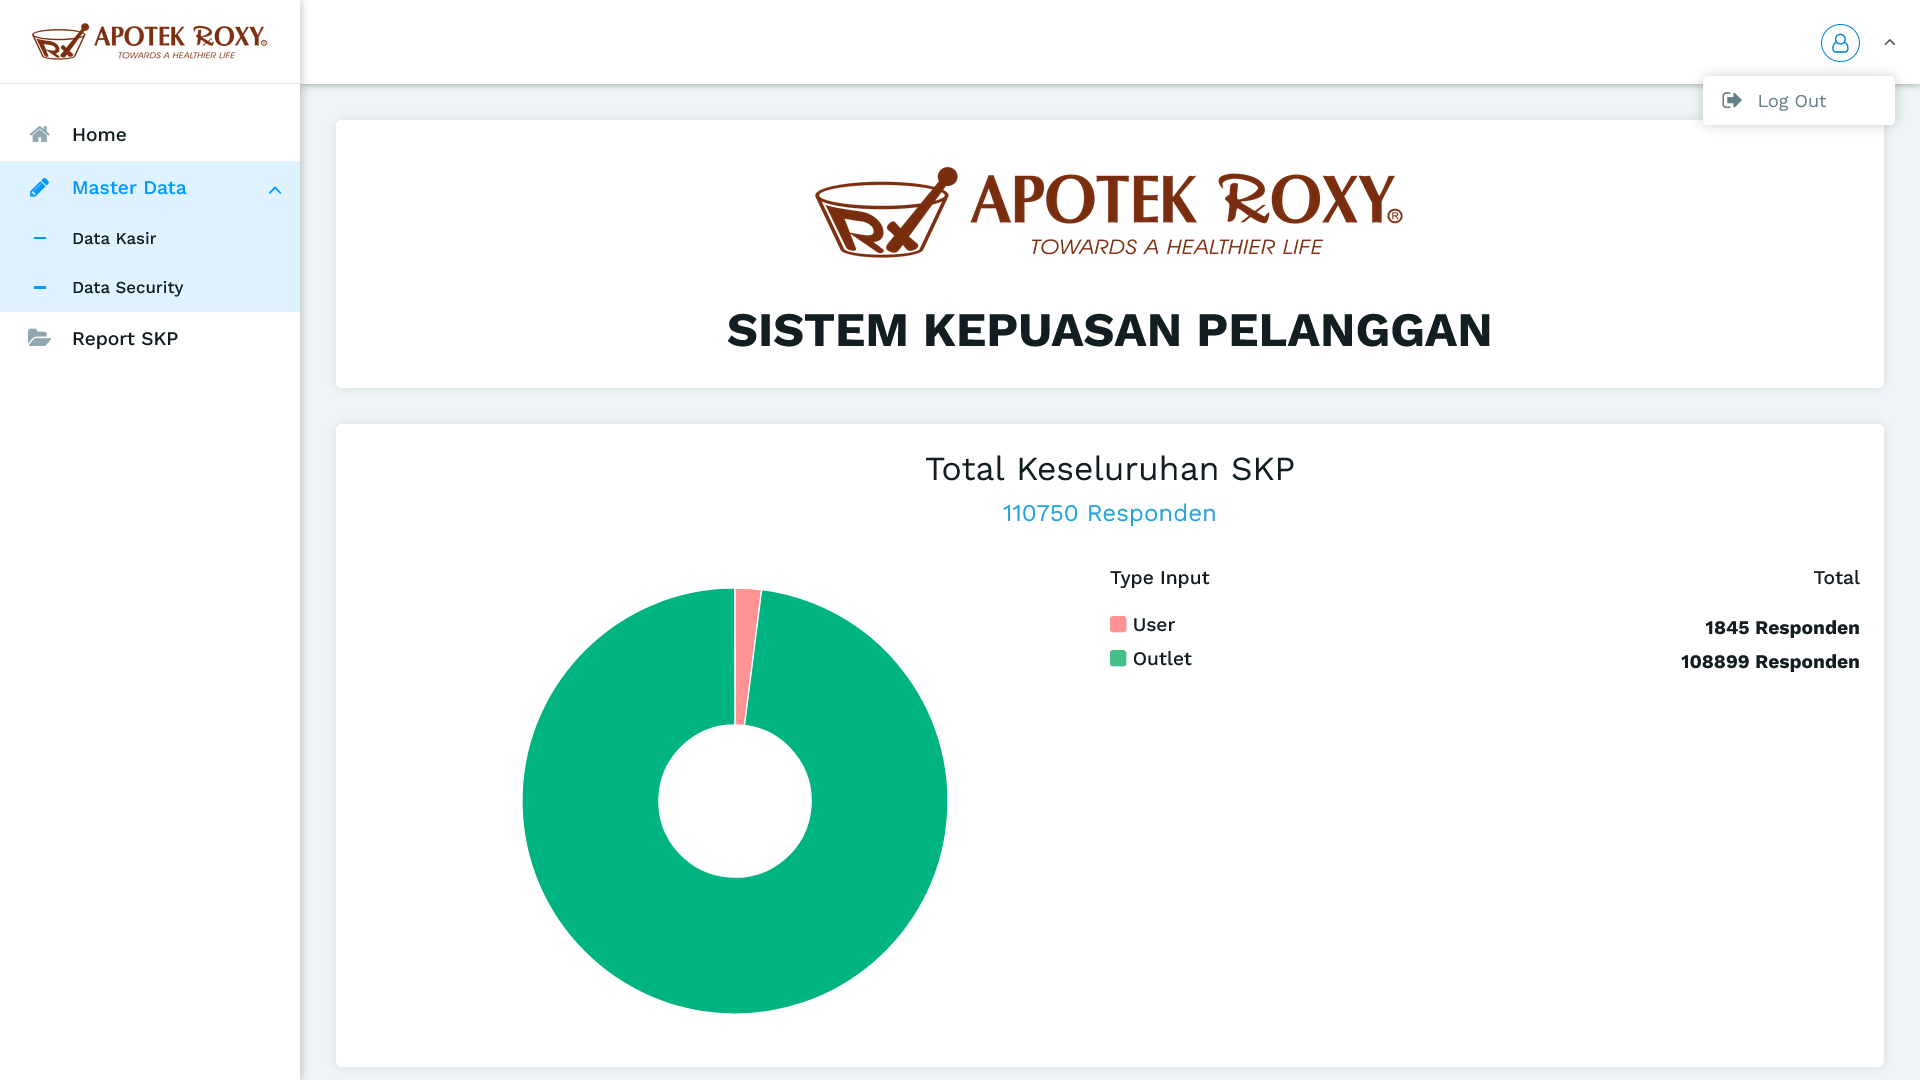 APOTEK ROXY®
TOWARDS A HEALTHIER LIFE
Log Out
Home
Master Data
Data Kasir
Data Security
Report SKP
Rx APOTEK ROXY®
TOWARDS A HEALTHIER LIFE
SISTEM KEPUASAN PELANGGAN
Total Keseluruhan SKP
110750 Responden
Type Input Total
User 1845 Responden
Outlet 108899 Responden